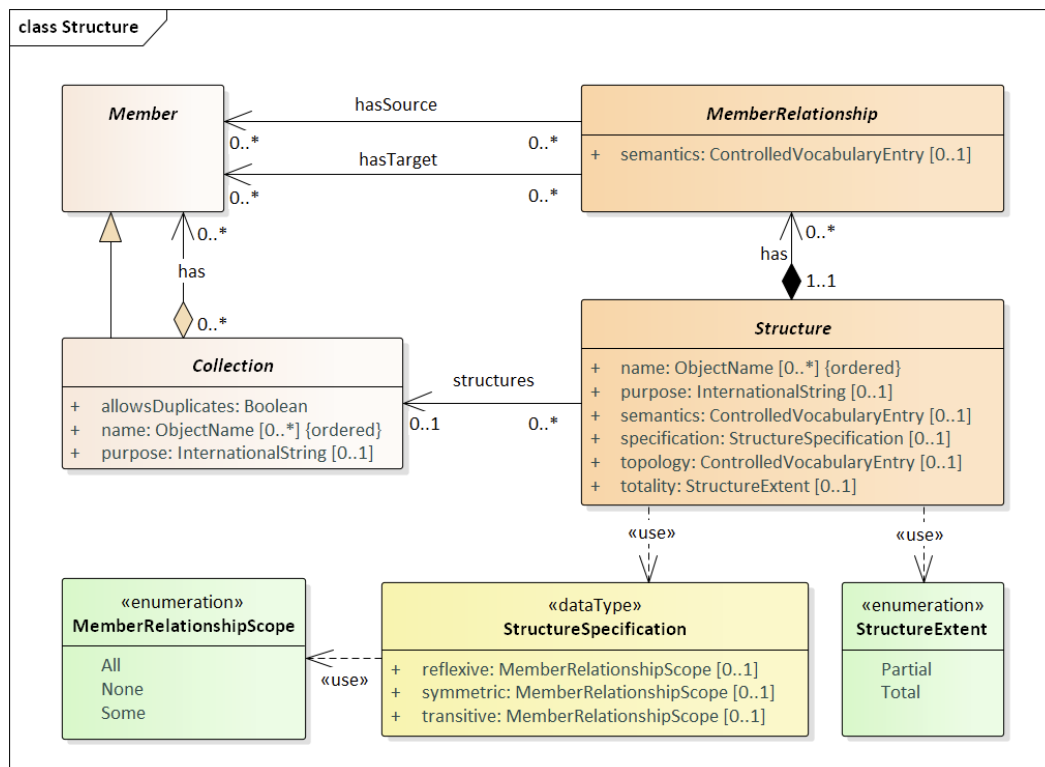 class Structure
Member
hasSource
0..*
0..*
hasTarget
0..*
0..*
MemberRelationship
+ semantics: ControlledVocabularyEntry [0..1]
0..*
has
0..*
0..*
has
1..1
Collection
+ allowsDuplicates: Boolean
+ name: ObjectName [0..*] {ordered}
+ purpose: InternationalString [0..1]
structures
0..1
0..*
Structure
+ name: ObjectName [0..*] {ordered}
+ purpose: InternationalString [0..1]
+ semantics: ControlledVocabularyEntry [0..1]
+ specification: StructureSpecification [0..1]
+ topology: ControlledVocabularyEntry [0..1]
+ totality: StructureExtent [0..1]
«use»
«use»
«enumeration»
MemberRelationshipScope
All
None
Some
«use»
«dataType»
StructureSpecification
+ reflexive: MemberRelationshipScope [0..1]
+ symmetric: MemberRelationshipScope [0..1]
+ transitive: MemberRelationshipScope [0..1]
«enumeration»
StructureExtent
Partial
Total